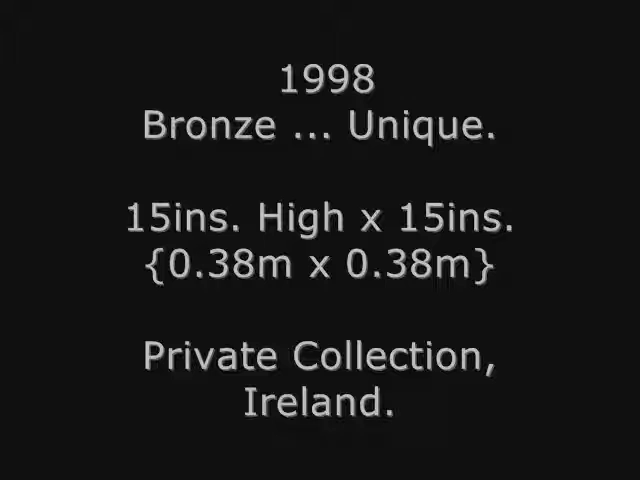 1998
Bronze ... Unique.
15ins. High x 15ins.
{0.38m x 0.38m}
Private Collection,
Ireland.